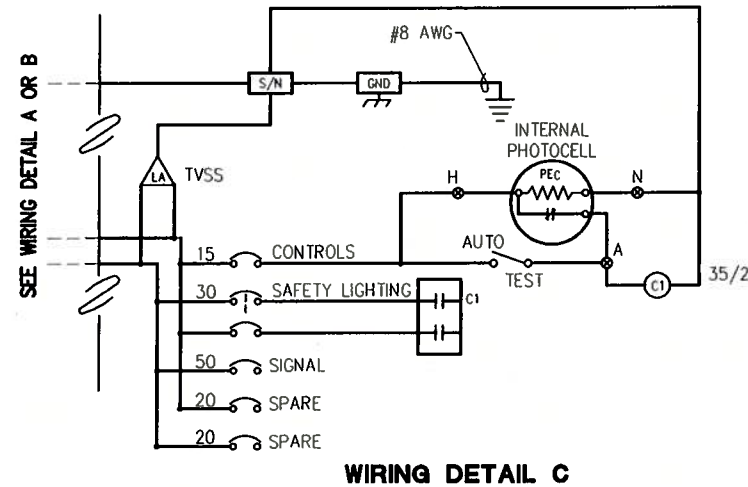 #8 AWG
S/N
GND
SEE WIRING DETAIL A OR B
INTERNAL
PHOTOCELL
LA
TVSS
H
PEC
N
15
CONTROLS
AUTO
TEST
A
30
SAFETY LIGHTING
C1
C1
35/2
50
SIGNAL
20
SPARE
20
SPARE
WIRING DETAIL C